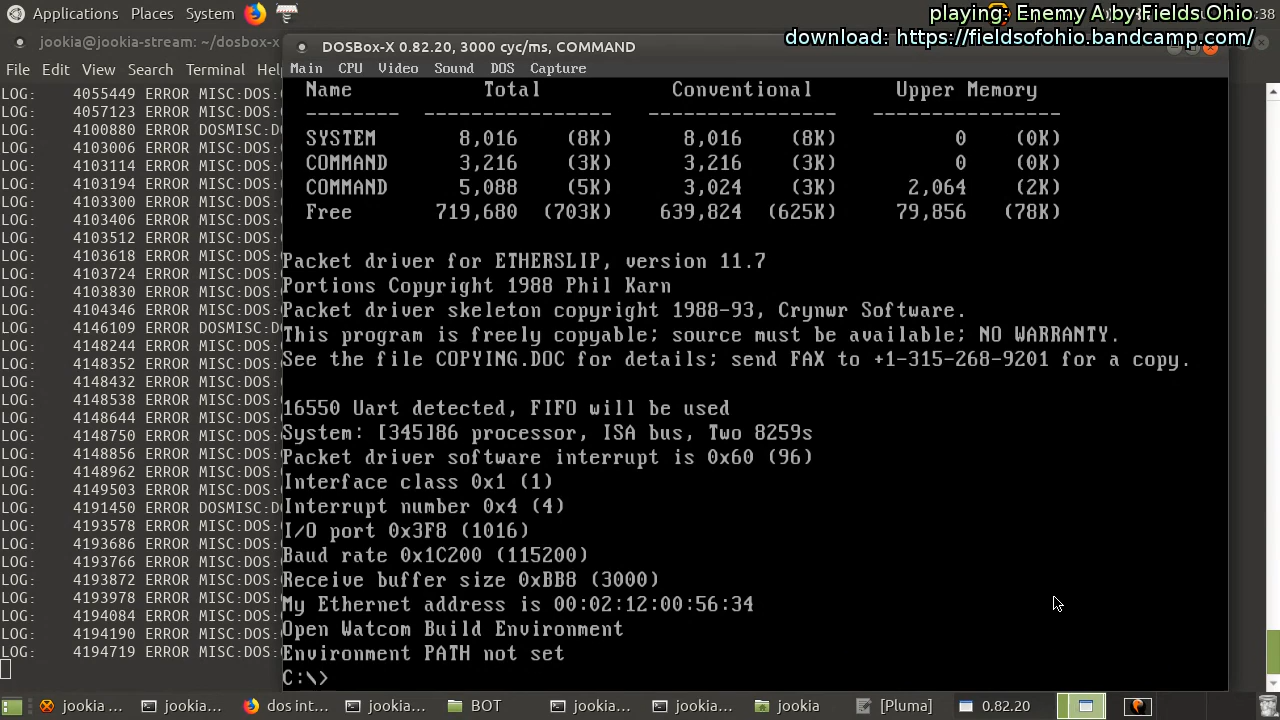 Applications Places System :38
playing: Enemy A by Fields Ohio
download: https://fieldsofohio.bandcamp.com/
jookia@jookia-stream: ~/dosbox-x
DOSBox-X 0.82.20, 3000 cyc/ms, COMMAND
File Edit View Search Terminal Hel
Main CPU Video Sound DOS Capture
LOG: 4055449 ERROR MISC:DOS:
LOG: 4057123 ERROR MISC:DOS:
LOG: 4100880 ERROR DOSMISC:D
LOG: 4103006 ERROR MISC:DOS:
LOG: 4103114 ERROR MISC:DOS:
LOG: 4103194 ERROR MISC:DOS:
LOG: 4103300 ERROR MISC:DOS:
LOG: 4103406 ERROR MISC:DOS:
LOG: 4103512 ERROR MISC:DOS:
LOG: 4103618 ERROR MISC:DOS:
LOG: 4103724 ERROR MISC:DOS:
LOG: 4103830 ERROR MISC:DOS:
LOG: 4104346 ERROR MISC:DOS:
LOG: 4146109 ERROR DOSMISC:D
LOG: 4148244 ERROR MISC:DOS:
LOG: 4148352 ERROR MISC:DOS:
LOG: 4148432 ERROR MISC:DOS:
LOG: 4148538 ERROR MISC:DOS:
LOG: 4148644 ERROR MISC:DOS:
LOG: 4148750 ERROR MISC:DOS:
LOG: 4148856 ERROR MISC:DOS:
LOG: 4148962 ERROR MISC:DOS:
LOG: 4149503 ERROR MISC:DOS:
LOG: 4191450 ERROR DOSMISC:D
LOG: 4193578 ERROR MISC:DOS:
LOG: 4193686 ERROR MISC:DOS:
LOG: 4193766 ERROR MISC:DOS:
LOG: 4193872 ERROR MISC:DOS:
LOG: 4193978 ERROR MISC:DOS:
LOG: 4194084 ERROR MISC:DOS:
LOG: 4194190 ERROR MISC:DOS:
LOG: 4194719 ERROR MISC:DOS:
Name Total Conventional Upper Memory
-------- ---------------- ---------------- ----------------
SYSTEM 8,016 (8K) 8,016 (8K) 0 (0K)
COMMAND 3,216 (3K) 3,216 (3K) 0 (0K)
COMMAND 5,088 (5K) 3,024 (3K) 2,064 (2K)
Free 719,680 (703K) 639,824 (625K) 79,856 (78K)
Packet driver for ETHERSLIP, version 11.7
Portions Copyright 1988 Phil Karn
Packet driver skeleton copyright 1988-93, Crynwr Software.
This program is freely copyable; source must be available; NO WARRANTY.
See the file COPYING.DOC for details; send FAX to +1-315-268-9201 for a copy.
16550 Uart detected, FIFO will be used
System: [345]86 processor, ISA bus, Two 8259s
Packet driver software interrupt is 0x60 (96)
Interface class 0x1 (1)
Interrupt number 0x4 (4)
I/O port 0x3F8 (1016)
Baud rate 0x1C200 (115200)
Receive buffer size 0xBB8 (3000)
My Ethernet address is 00:02:12:00:56:34
Open Watcom Build Environment
Environment PATH not set
C:\>
jookia ... jookia... dos int... jookia... BOT jookia... jookia... jookia [Pluma] 0.82.20